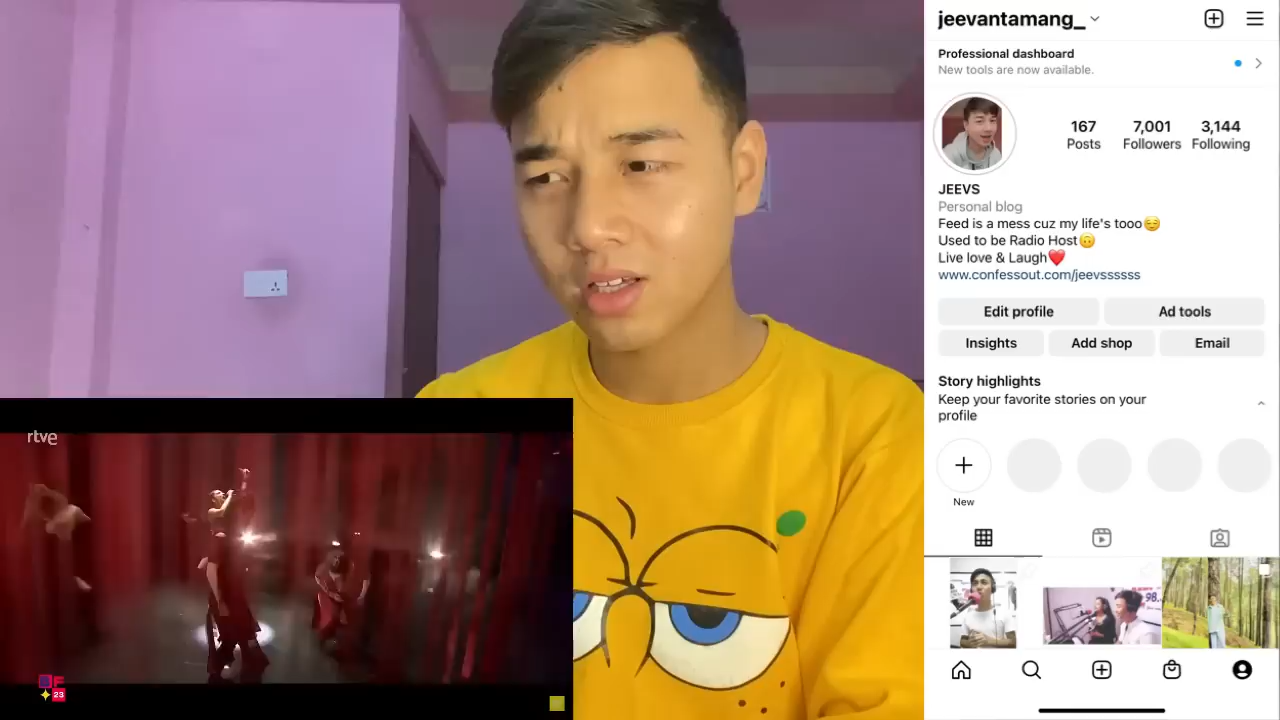 jeevantamang_
Professional dashboard
New tools are now available.
167
7,001
3,144
Posts
Followers
Following
JEEVS
Personal blog
Feed is a mess cuz my life's tooo😌
Used to be Radio Host🙃
Live love & Laugh❤️
www.confessout.com/jeevssssss
Edit profile
Ad tools
Insights
Add shop
Email
Story highlights
Keep your favorite stories on your
profile
New
98.
rtve
F
23